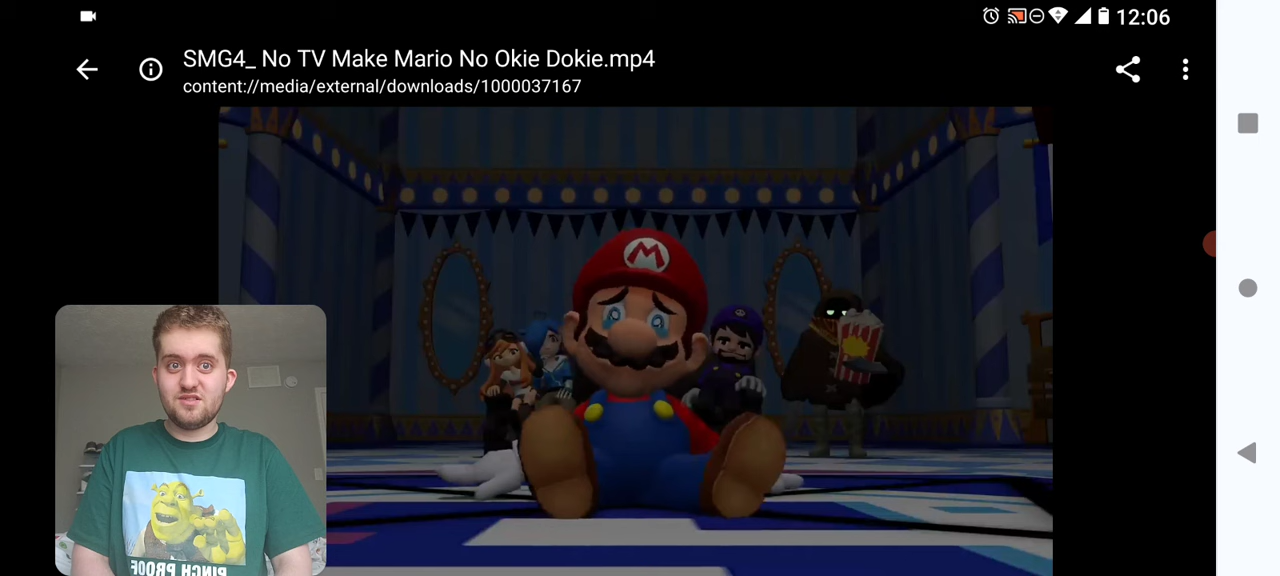 12:06
SMG4_ No TV Make Mario No Okie Dokie.mp4
content://media/external/downloads/1000037167
M
PINCH PROOF